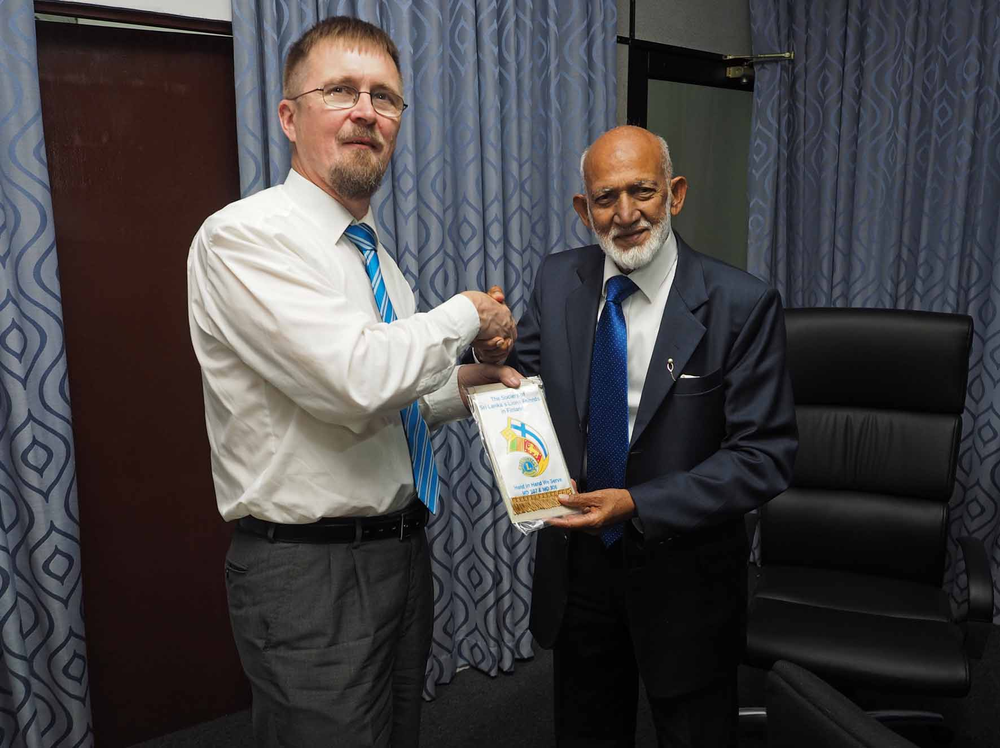 The Society of
Sri Lanka's Lions Friends
in Finland
L
Hand in Hand We Serve
MD 107 & MD 306